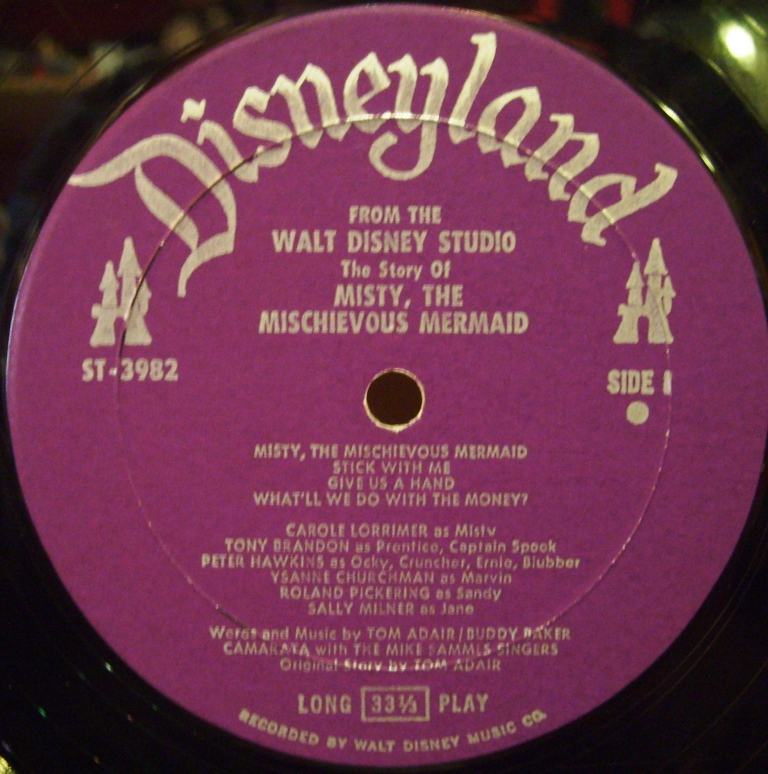 Disneyland
FROM THE
WALT DISNEY STUDIO
The Story Of
MISTY, THE
MISCHIEVOUS MERMAID
ST-3982
SIDE 1
MISTY, THE MISCHIEVOUS MERMAID
STICK WITH ME
GIVE US A HAND
WHAT'LL WE DO WITH THE MONEY?
CAROLE LORRIMER as Misty
TONY BRANDON as Prentice, Captain Spook
PETER HAWKINS as Ocky, Cruncher, Ernie, Blubber
YSANNE CHURCHMAN as Marvin
ROLAND PICKERING as Sandy
SALLY MILNER as Jane
Words and Music by TOM ADAIR/BUDDY BAKER
CAMARATA with THE MIKE SAMMES SINGERS
Original Story by TOM ADAIR
LONG 33⅓ PLAY
RECORDED BY WALT DISNEY MUSIC CO.